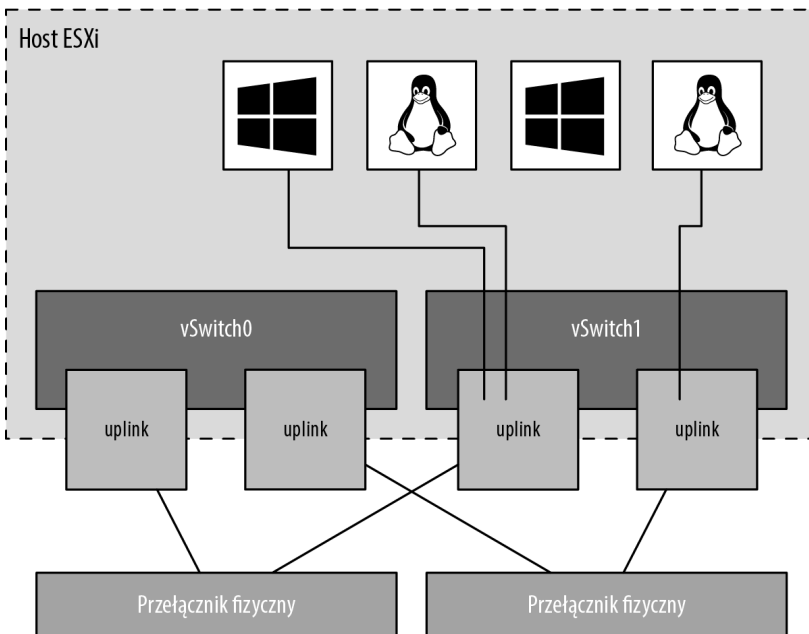 Host ESXi
vSwitch0
vSwitch1
uplink
uplink
uplink
uplink
Przełącznik fizyczny
Przełącznik fizyczny